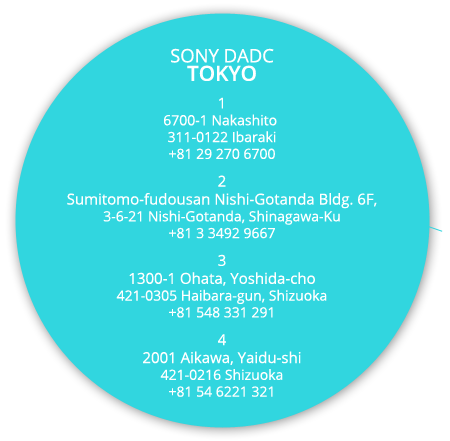 SONY DADC
TOKYO
1
6700-1 Nakashito
311-0122 Ibaraki
+81 29 270 6700
2
Sumitomo-fudousan Nishi-Gotanda Bldg. 6F,
3-6-21 Nishi-Gotanda, Shinagawa-Ku
+81 3 3492 9667
3
1300-1 Ohata, Yoshida-cho
421-0305 Haibara-gun, Shizuoka
+81 548 331 291
4
2001 Aikawa, Yaidu-shi
421-0216 Shizuoka
+81 54 6221 321